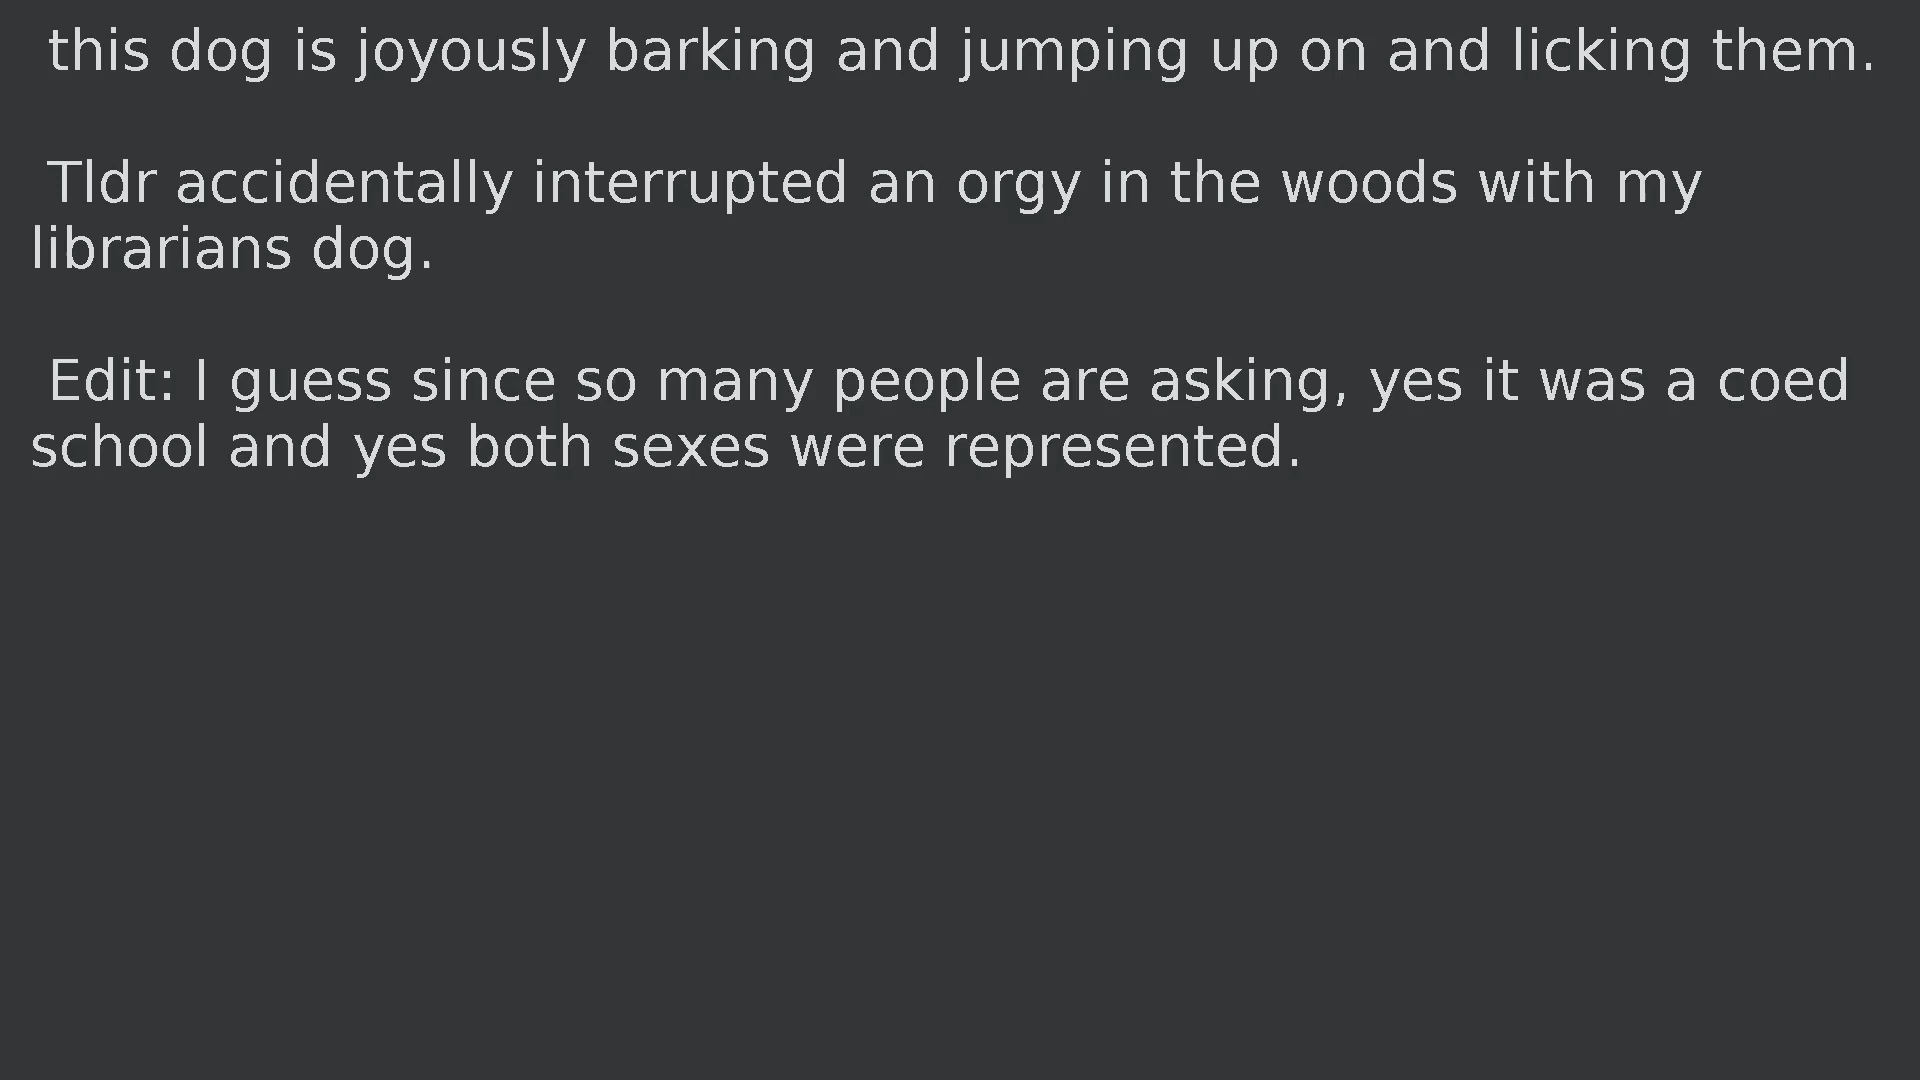 this dog is joyously barking and jumping up on and licking them.
Tldr accidentally interrupted an orgy in the woods with my
librarians dog.
Edit: I guess since so many people are asking, yes it was a coed
school and yes both sexes were represented.